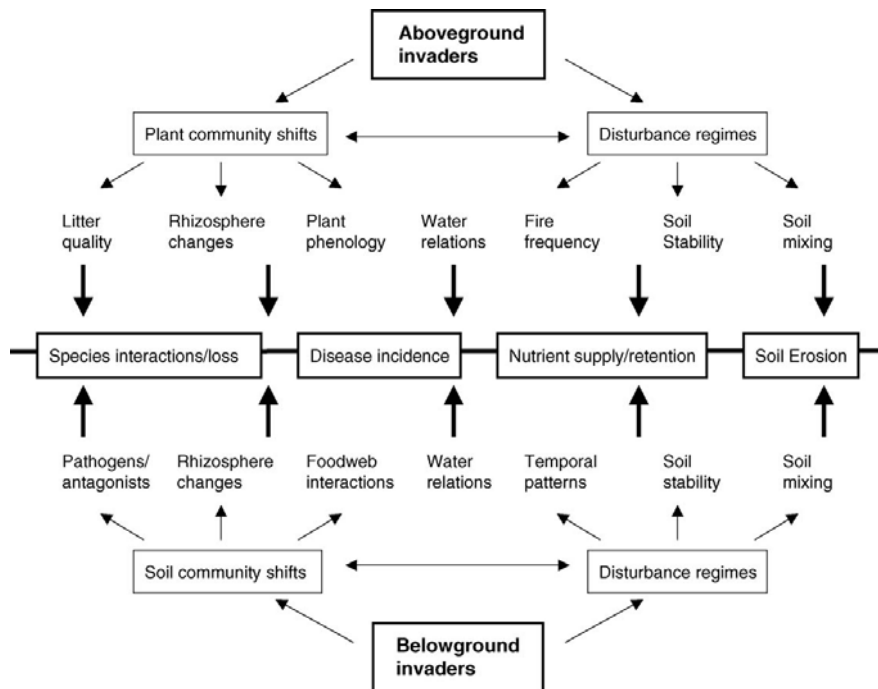 Aboveground
invaders
Plant community shifts
Disturbance regimes
Litter
quality
Rhizosphere
changes
Plant
phenology
Water
relations
Fire
frequency
Soil
Stability
Soil
mixing
Species interactions/loss
Disease incidence
Nutrient supply/retention
Soil Erosion
Pathogens/
antagonists
Rhizosphere
changes
Foodweb
interactions
Water
relations
Temporal
patterns
Soil
stability
Soil
mixing
Soil community shifts
Disturbance regimes
Belowground
invaders